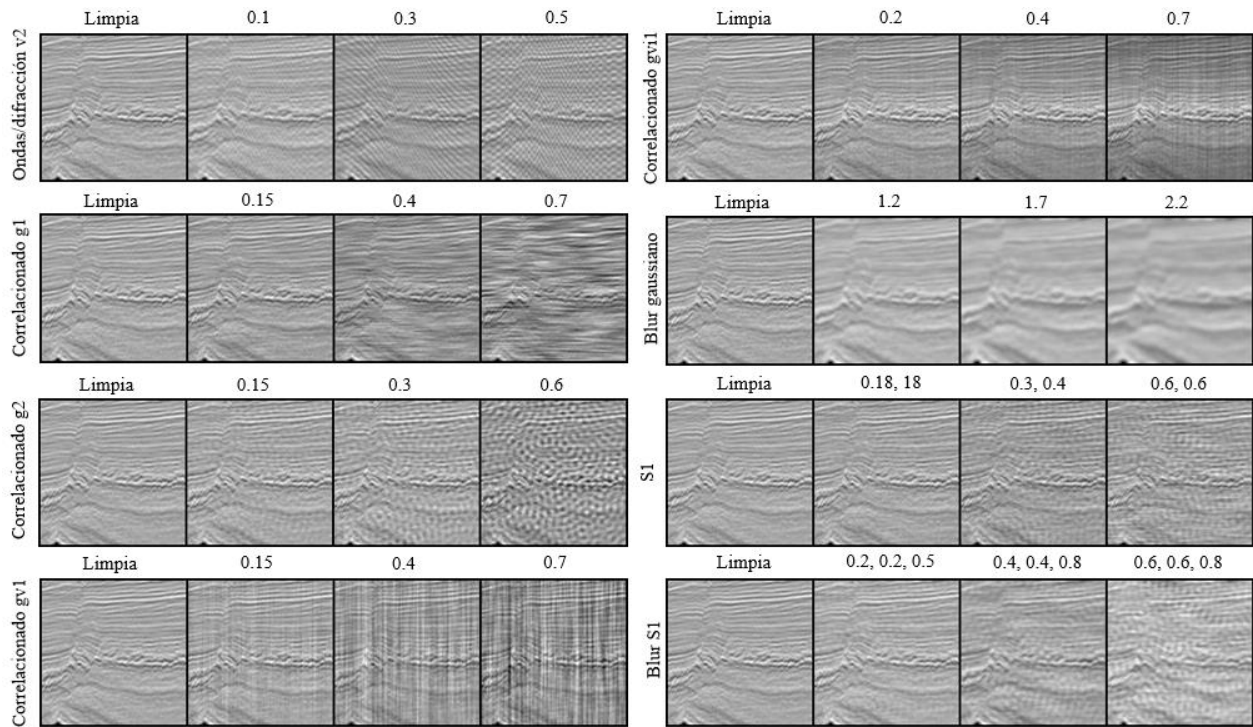 Limpia 0.1 0.3 0.5
Ondas/difracción v2
Limpia 0.2 0.4 0.7
Correlacionado gvi1
Limpia 0.15 0.4 0.7
Correlacionado g1
Limpia 1.2 1.7 2.2
Blur gaussiano
Limpia 0.15 0.3 0.6
Correlacionado g2
Limpia 0.18, 18 0.3, 0.4 0.6, 0.6
S1
Limpia 0.15 0.4 0.7
Correlacionado gv1
Limpia 0.2, 0.2, 0.5 0.4, 0.4, 0.8 0.6, 0.6, 0.8
Blur S1